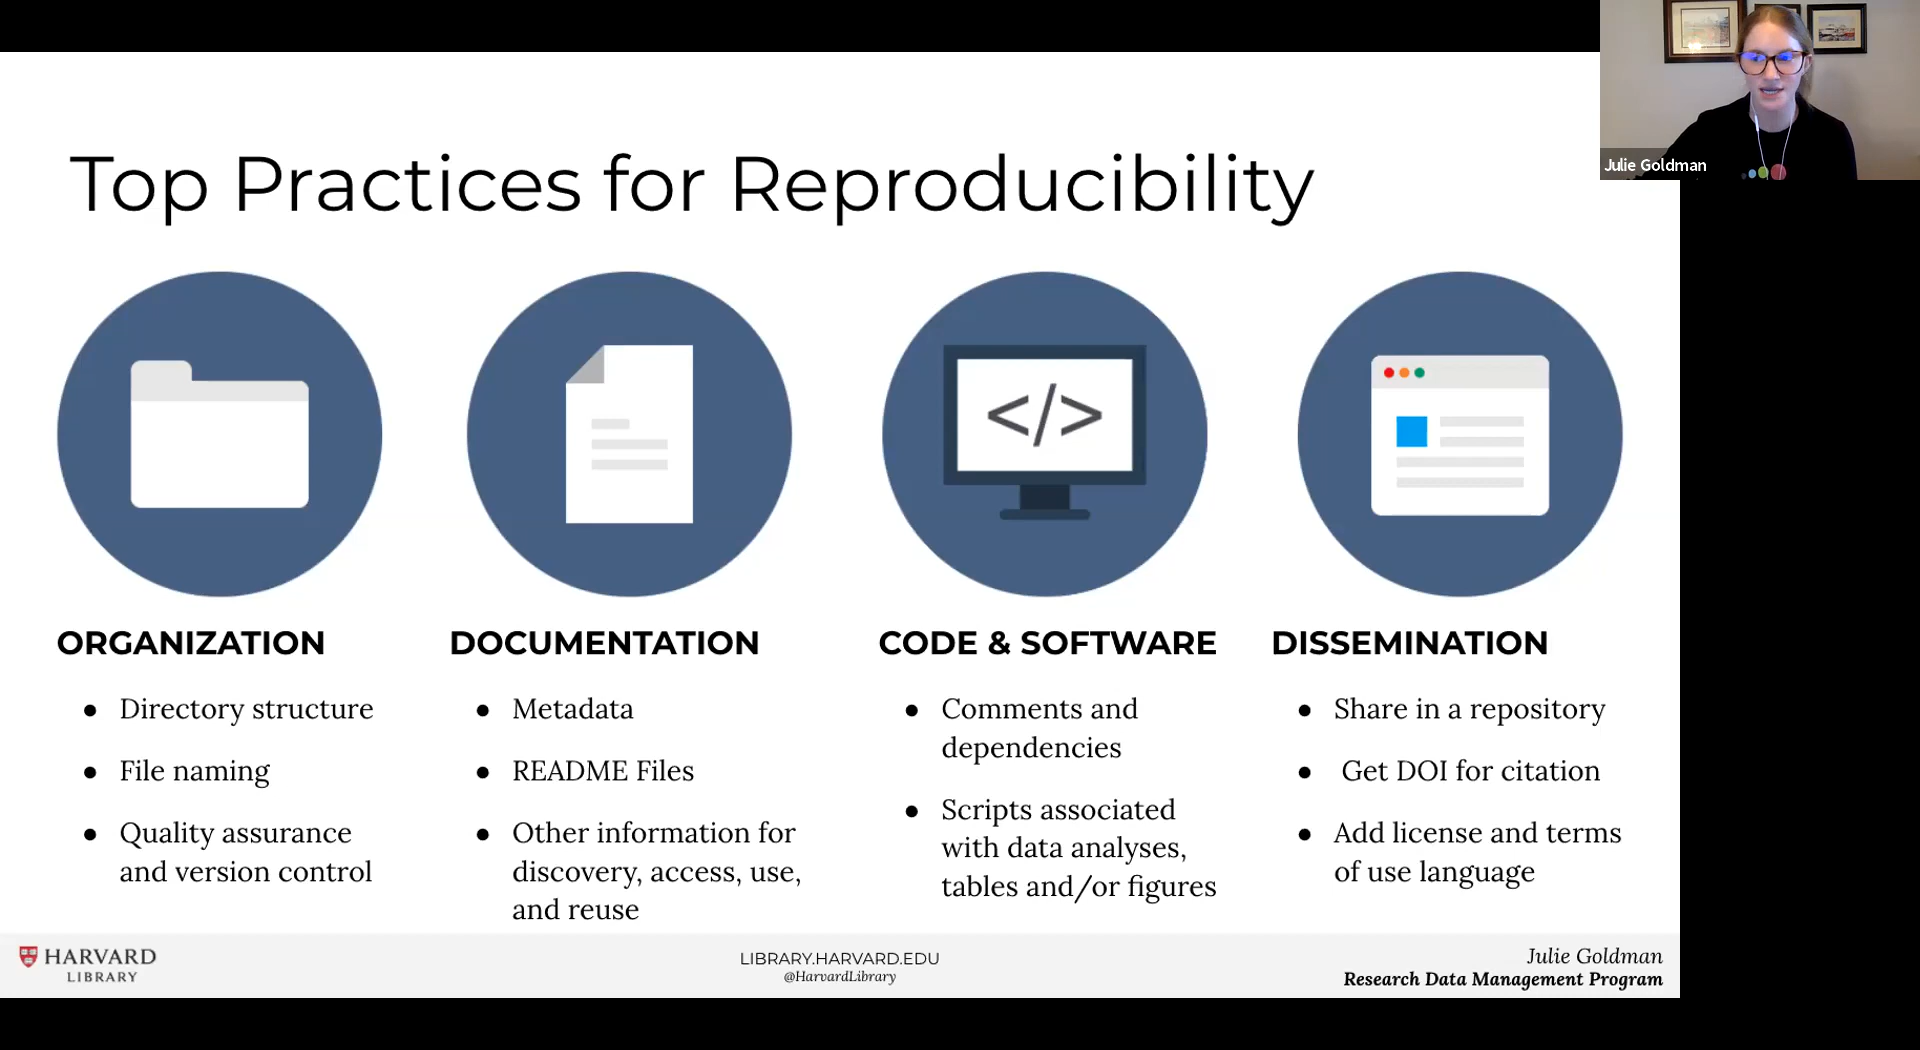 Top Practices for Reproducibility
Julie Goldman
</>
ORGANIZATION
● Directory structure
● File naming
● Quality assurance
and version control
DOCUMENTATION
● Metadata
● README Files
● Other information for
discovery, access, use,
and reuse
CODE & SOFTWARE
● Comments and
dependencies
● Scripts associated
with data analyses,
tables and/or figures
DISSEMINATION
● Share in a repository
● Get DOI for citation
● Add license and terms
of use language
HARVARD
LIBRARY
LIBRARY.HARVARD.EDU
@HarvardLibrary
Julie Goldman
Research Data Management Program